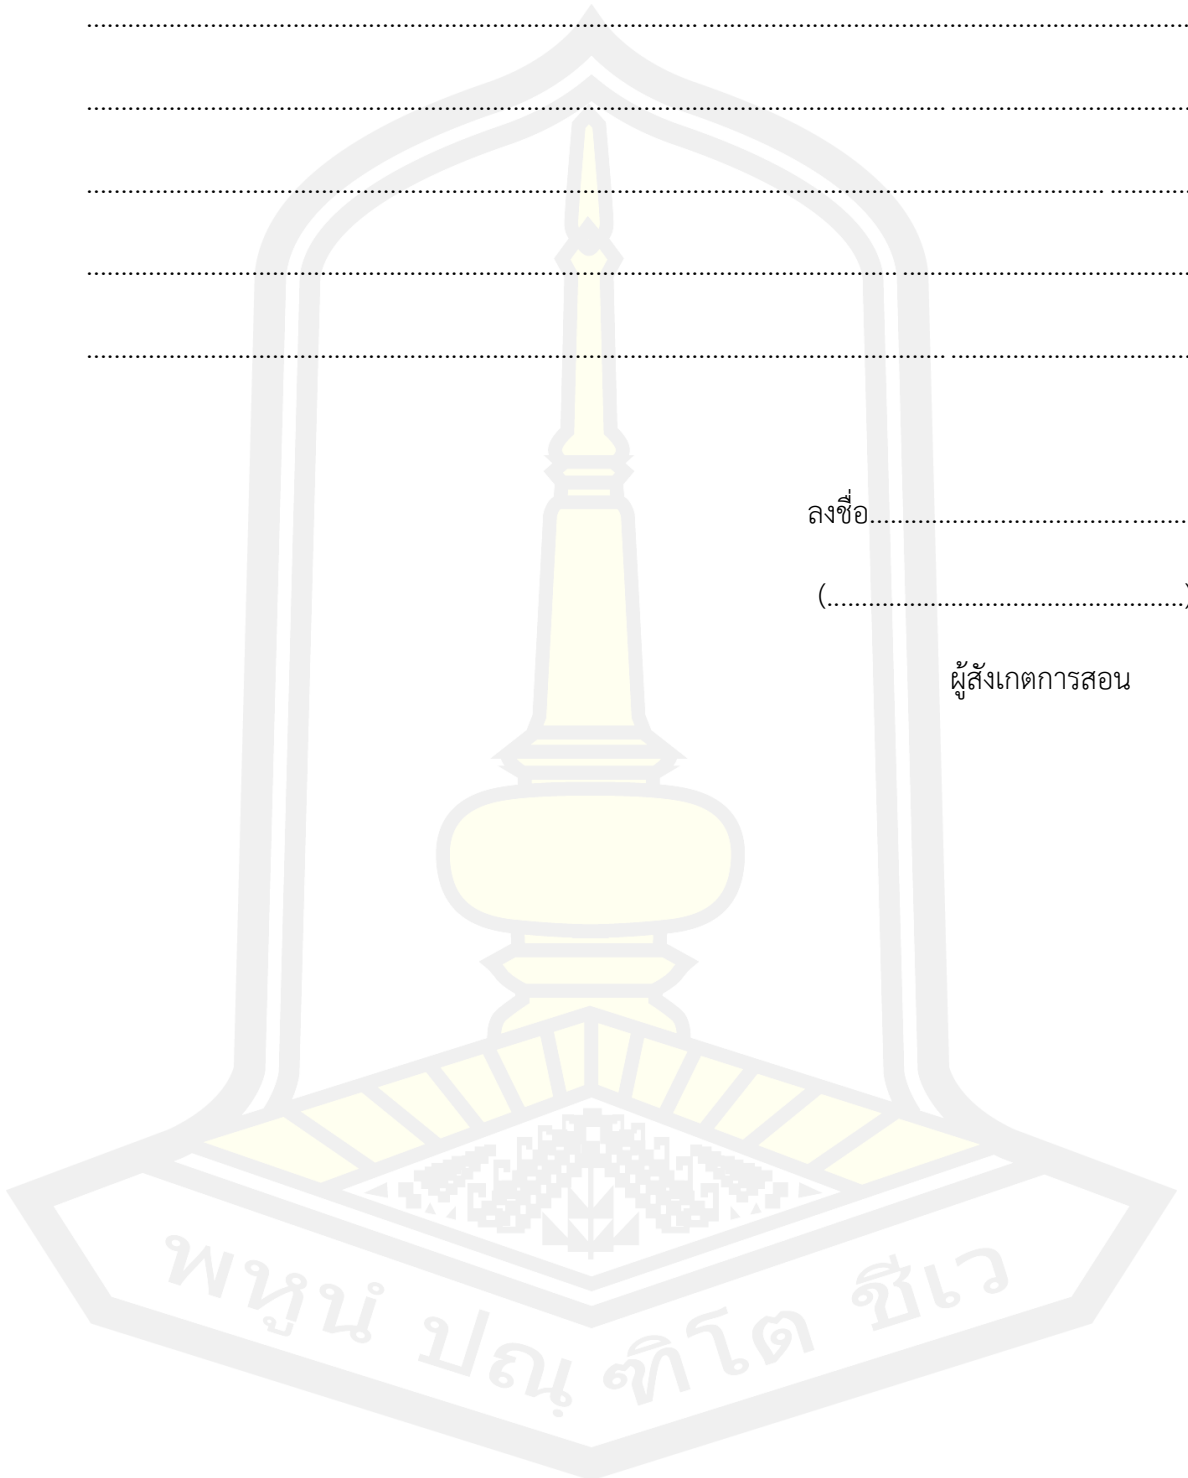 ........................................................................................ ......................................................................
............................................................................................................................ ...................................
................................................................................................................................................... ............
..................................................................................................................... ..........................................
............................................................................................................................ ...................................
ลงชื่อ..............................................
(....................................................)
ผู้สังเกตการสอน
พหูนํ ปณฺ ฑิโต ชีเว